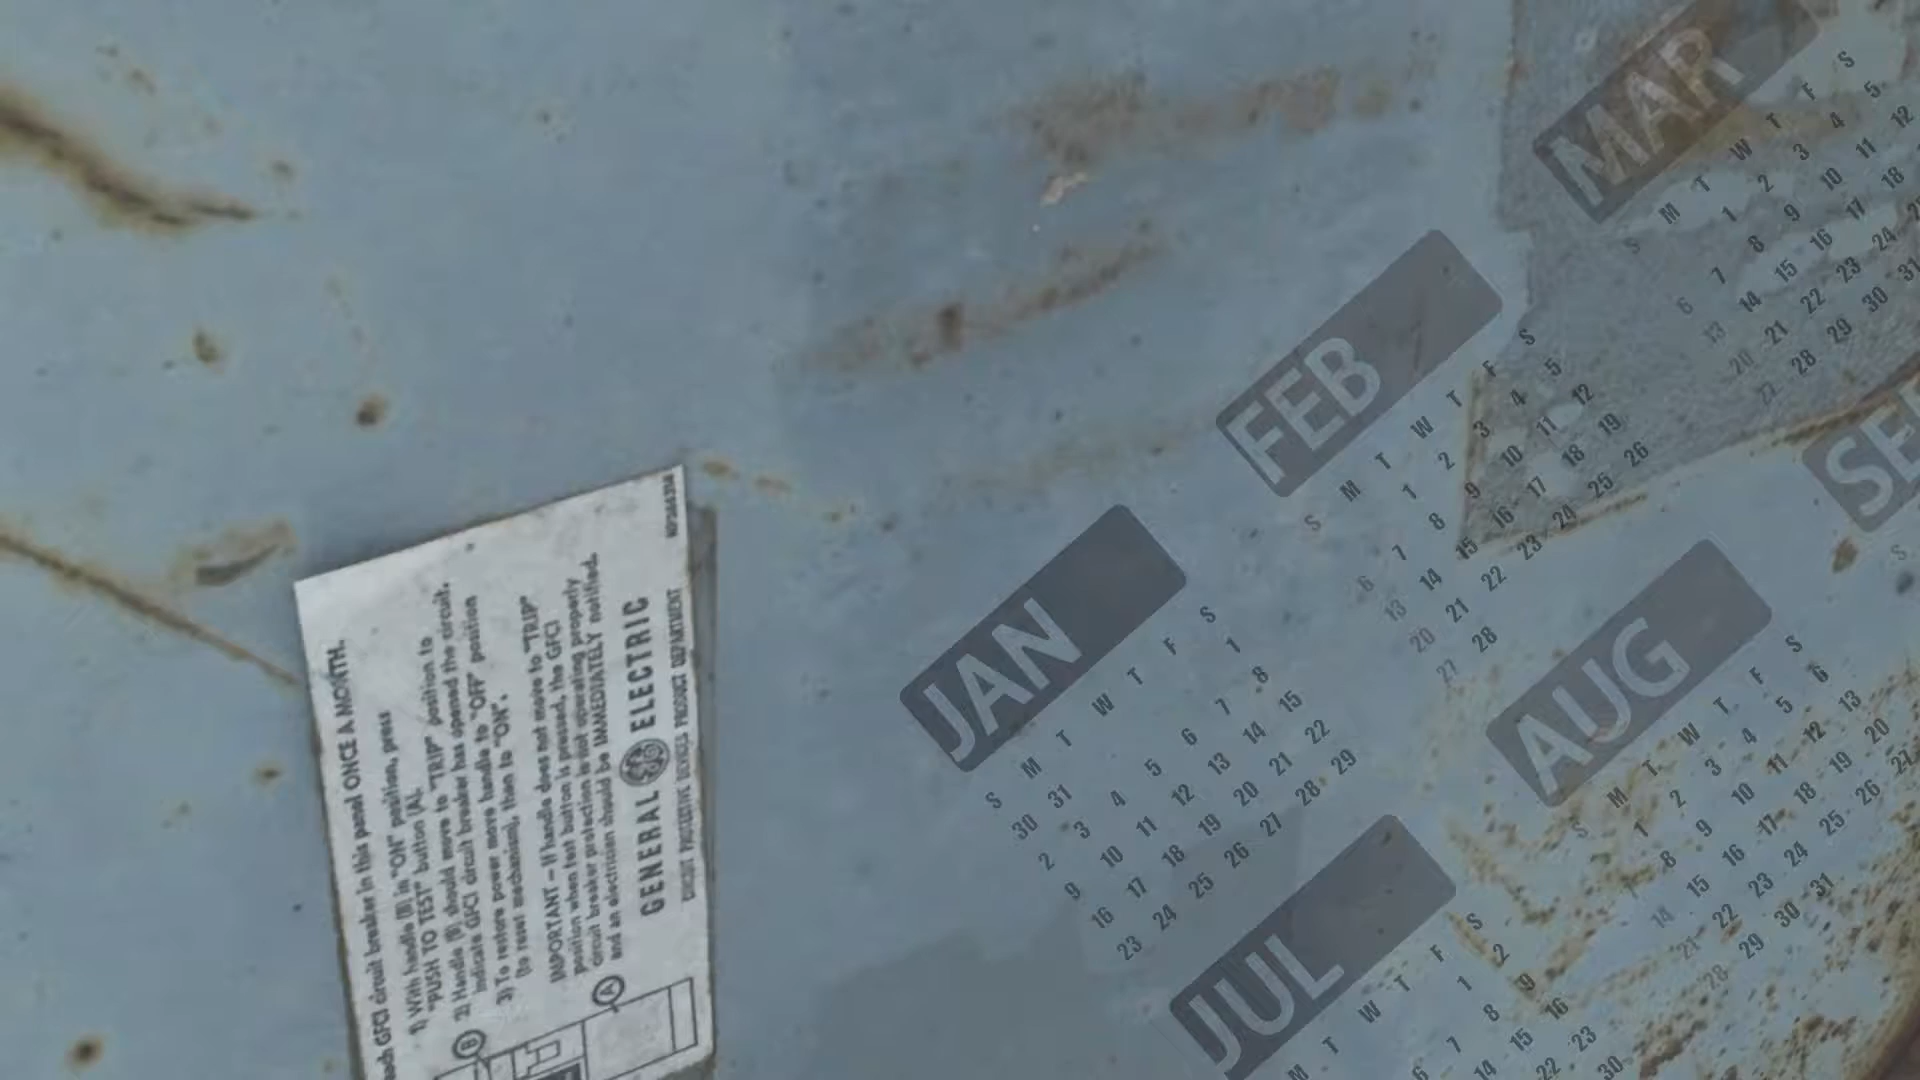 GFCI circuit breaker in this panel ONCE A MONTH.
1) With handle (B) in "ON" position, press
"PUSH TO TEST" button (A).
2) Handle (B) should move to "TRIP" position to
indicate GFCI circuit breaker has opened the circuit.
3) To restore power move handle to "OFF" position
(to reset mechanism), then to "ON".
IMPORTANT – If handle does not move to "TRIP"
position when test button is pressed, the GFCI
circuit breaker protection is not operating properly
and an electrician should be IMMEDIATELY notified.
GENERAL ELECTRIC
CIRCUIT PROTECTIVE DEVICES PRODUCT DEPARTMENT
B
A
JAN
S M T W T F S
30 31 1
2 3 4 5 6 7 8
9 10 11 12 13 14 15
16 17 18 19 20 21 22
23 24 25 26 27 28 29
FEB
S M T W T F S
1 2 3 4 5
6 7 8 9 10 11 12
13 14 15 16 17 18 19
20 21 22 23 24 25 26
27 28
MAR
S M T W T F S
1 2 3 4 5
6 7 8 9 10 11 12
13 14 15 16 17 18
20 21 22 23 24
27 28 29 30 31
JUL
M T W T F S
1 2
6 7 8 9
14 15 16
22 23
30
AUG
S M T W T F S
1 2 3 4 5 6
7 8 9 10 11 12 13
14 15 16 17 18 19 20
21 22 23 24 25 26 27
28 29 30 31
S